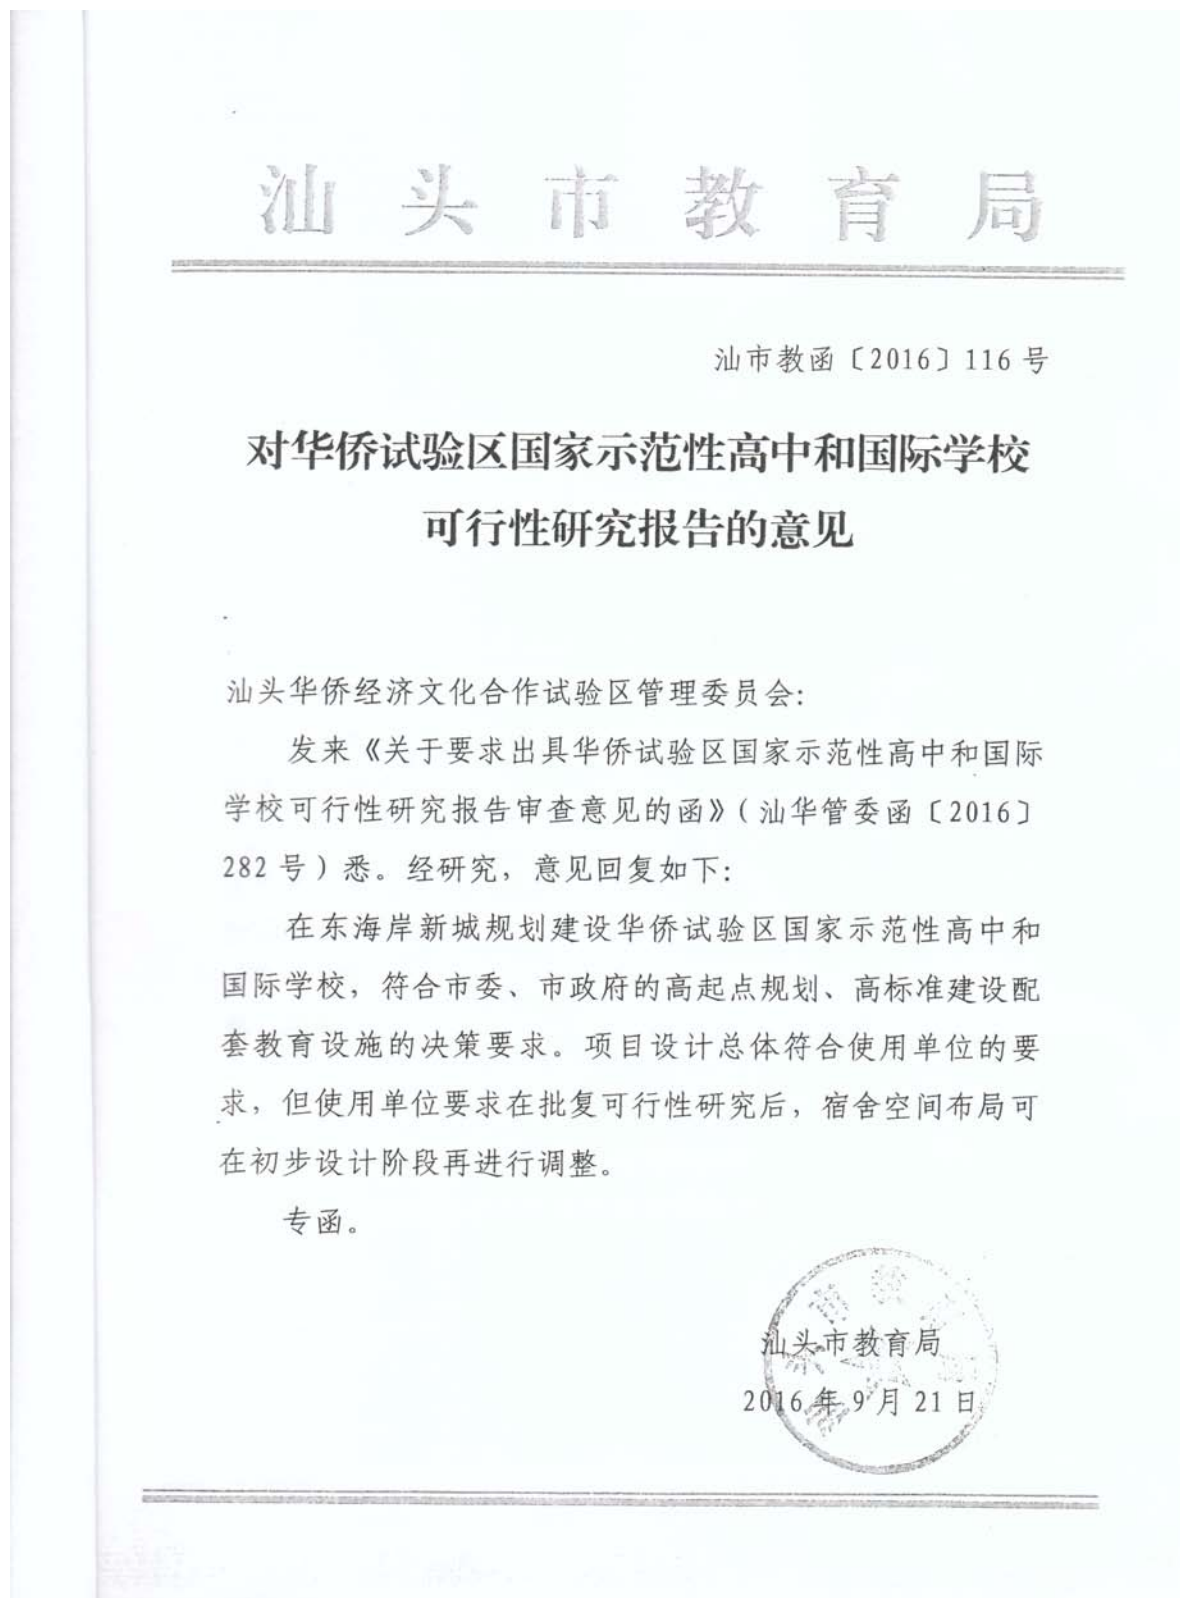 汕头市教育局
汕市教函〔2016〕116号
对华侨试验区国家示范性高中和国际学校
可行性研究报告的意见
汕头华侨经济文化合作试验区管理委员会:
发来《关于要求出具华侨试验区国家示范性高中和国际
学校可行性研究报告审查意见的函》(汕华管委函〔2016〕
282号)悉。经研究,意见回复如下:
在东海岸新城规划建设华侨试验区国家示范性高中和
国际学校,符合市委、市政府的高起点规划、高标准建设配
套教育设施的决策要求。项目设计总体符合使用单位的要
求,但使用单位要求在批复可行性研究后,宿舍空间布局可
在初步设计阶段再进行调整。
专函。
汕头市教育局
2016年9月21日